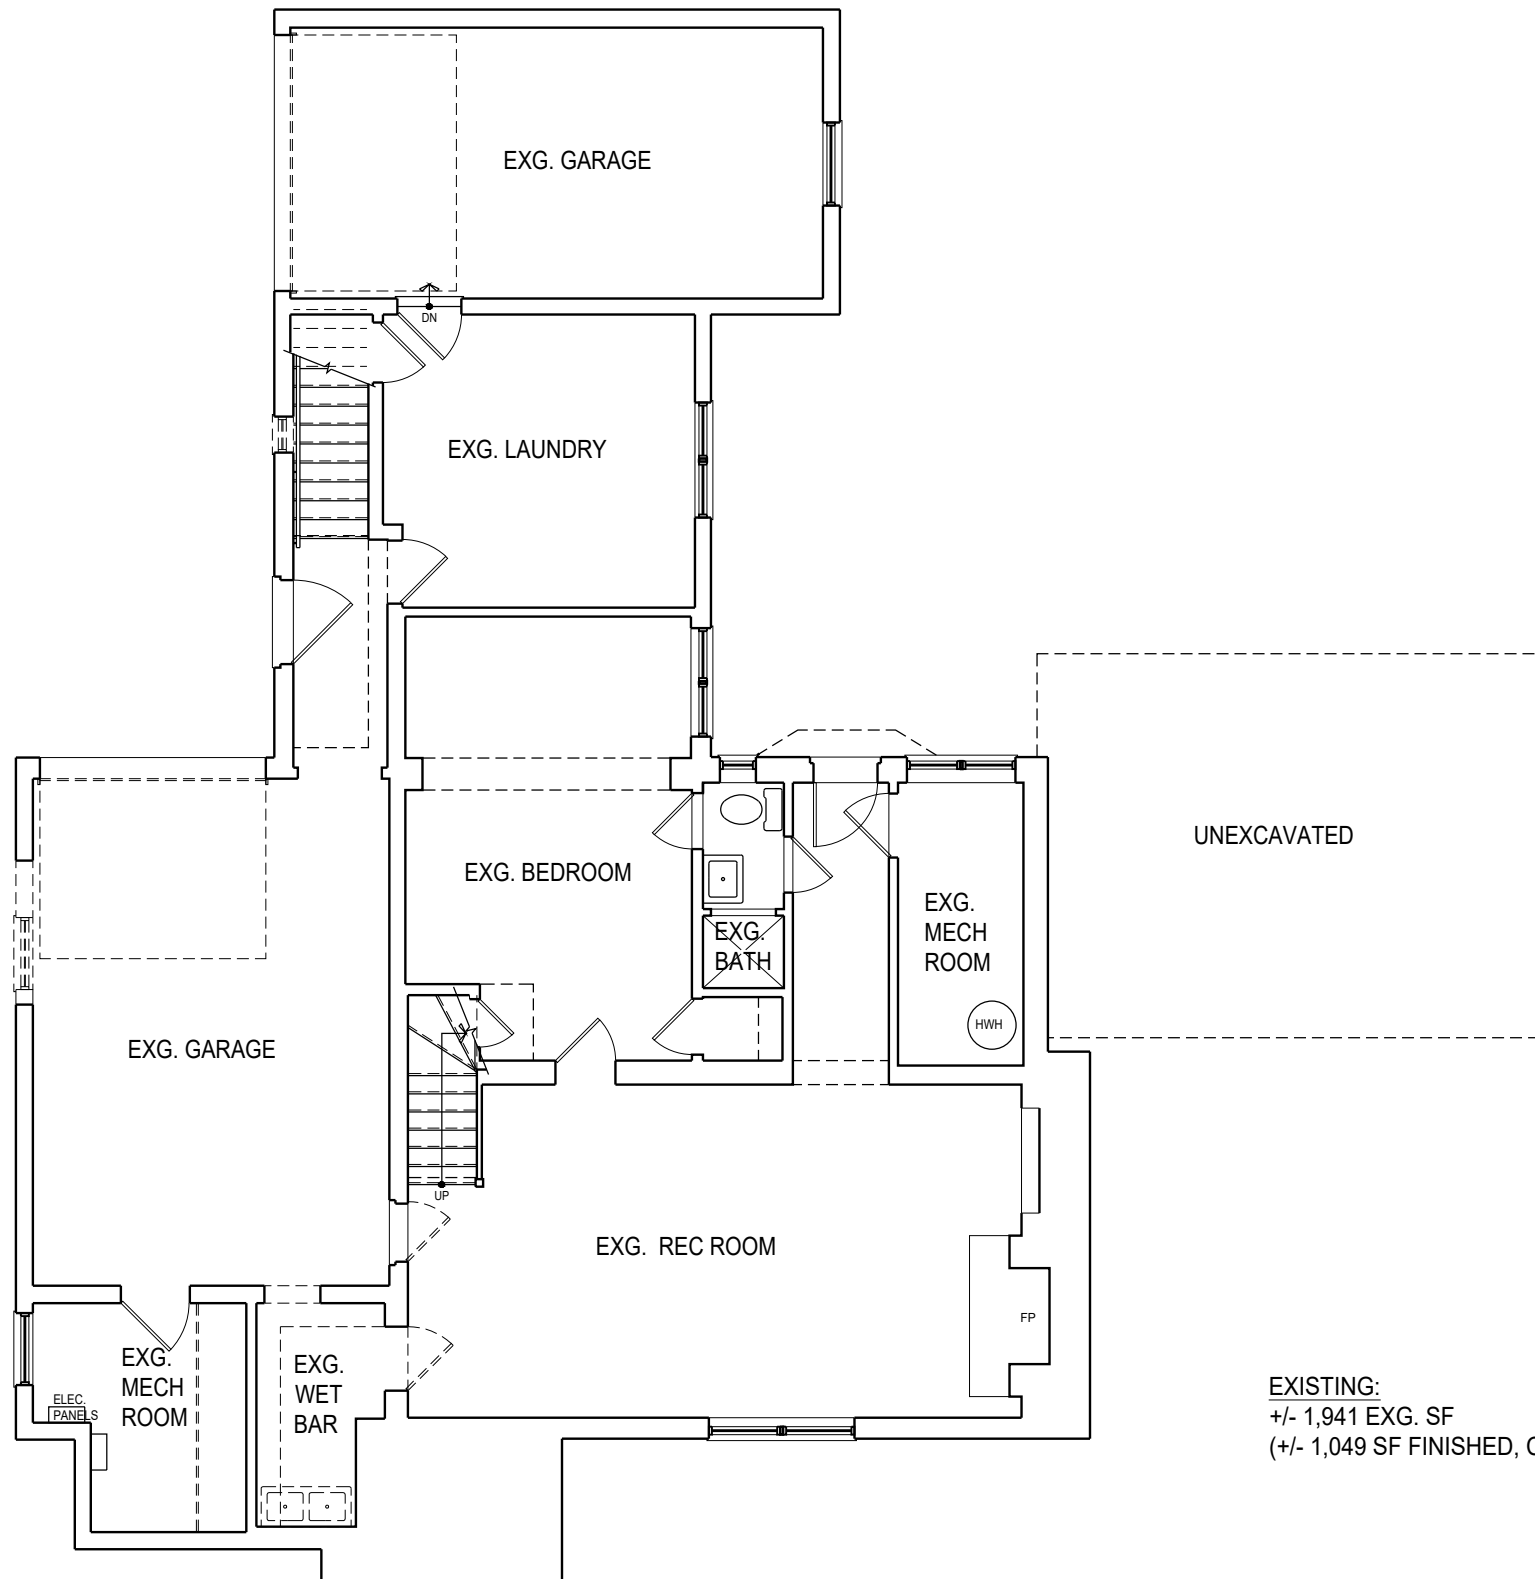 EXG. GARAGE
DN
EXG. LAUNDRY
UNEXCAVATED
EXG. BEDROOM
EXG.
BATH
EXG.
MECH
ROOM
HWH
EXG. GARAGE
UP
EXG. REC ROOM
FP
EXG.
MECH
ROOM
ELEC.
PANELS
EXG.
WET
BAR
EXISTING:
+/- 1,941 EXG. SF
(+/- 1,049 SF FINISHED,